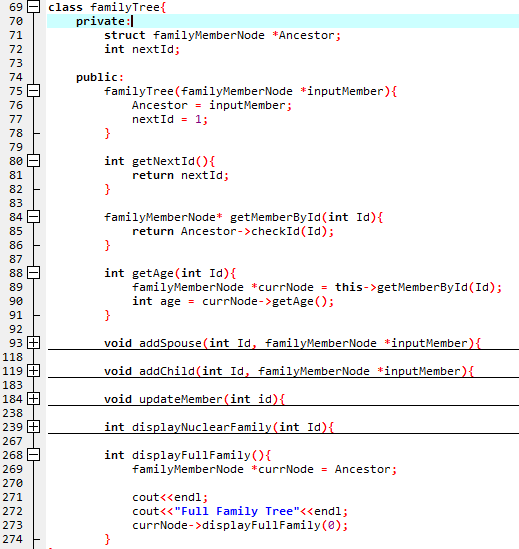 69 class familyTree{
70 private:
71 struct familyMemberNode *Ancestor;
72 int nextId;
73
74 public:
75 familyTree(familyMemberNode *inputMember){
76 Ancestor = inputMember;
77 nextId = 1;
78 }
79
80 int getNextId(){
81 return nextId;
82 }
83
84 familyMemberNode* getMemberById(int Id){
85 return Ancestor->checkId(Id);
86 }
87
88 int getAge(int Id){
89 familyMemberNode *currNode = this->getMemberById(Id);
90 int age = currNode->getAge();
91 }
92
93 void addSpouse(int Id, familyMemberNode *inputMember){
118
119 void addChild(int Id, familyMemberNode *inputMember){
183
184 void updateMember(int id){
238
239 int displayNuclearFamily(int Id){
267
268 int displayFullFamily(){
269 familyMemberNode *currNode = Ancestor;
270
271 cout<<endl;
272 cout<<"Full Family Tree"<<endl;
273 currNode->displayFullFamily(0);
274 }